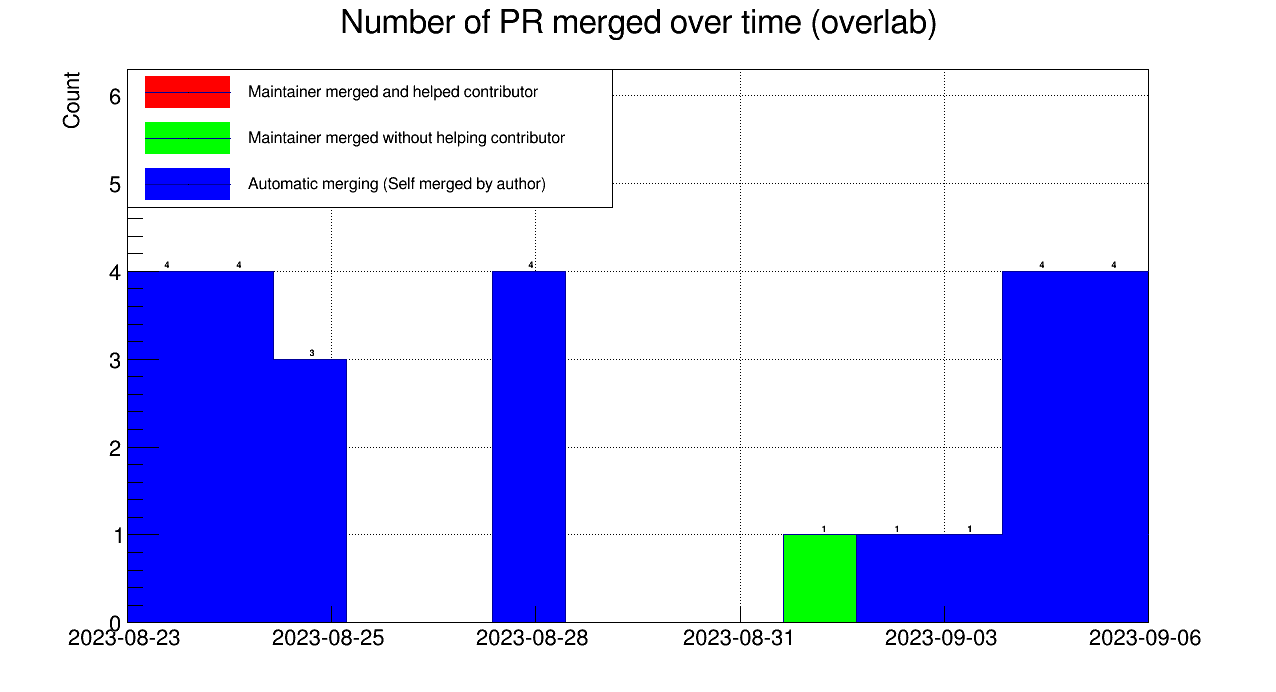 Number of PR merged over time (overlab)
Count
Maintainer merged and helped contributor
Maintainer merged without helping contributor
Automatic merging (Self merged by author)
6
5
4
3
2
1
0
4 4 3 4 1 1 1 4 4
2023-08-23 2023-08-25 2023-08-28 2023-08-31 2023-09-03 2023-09-06